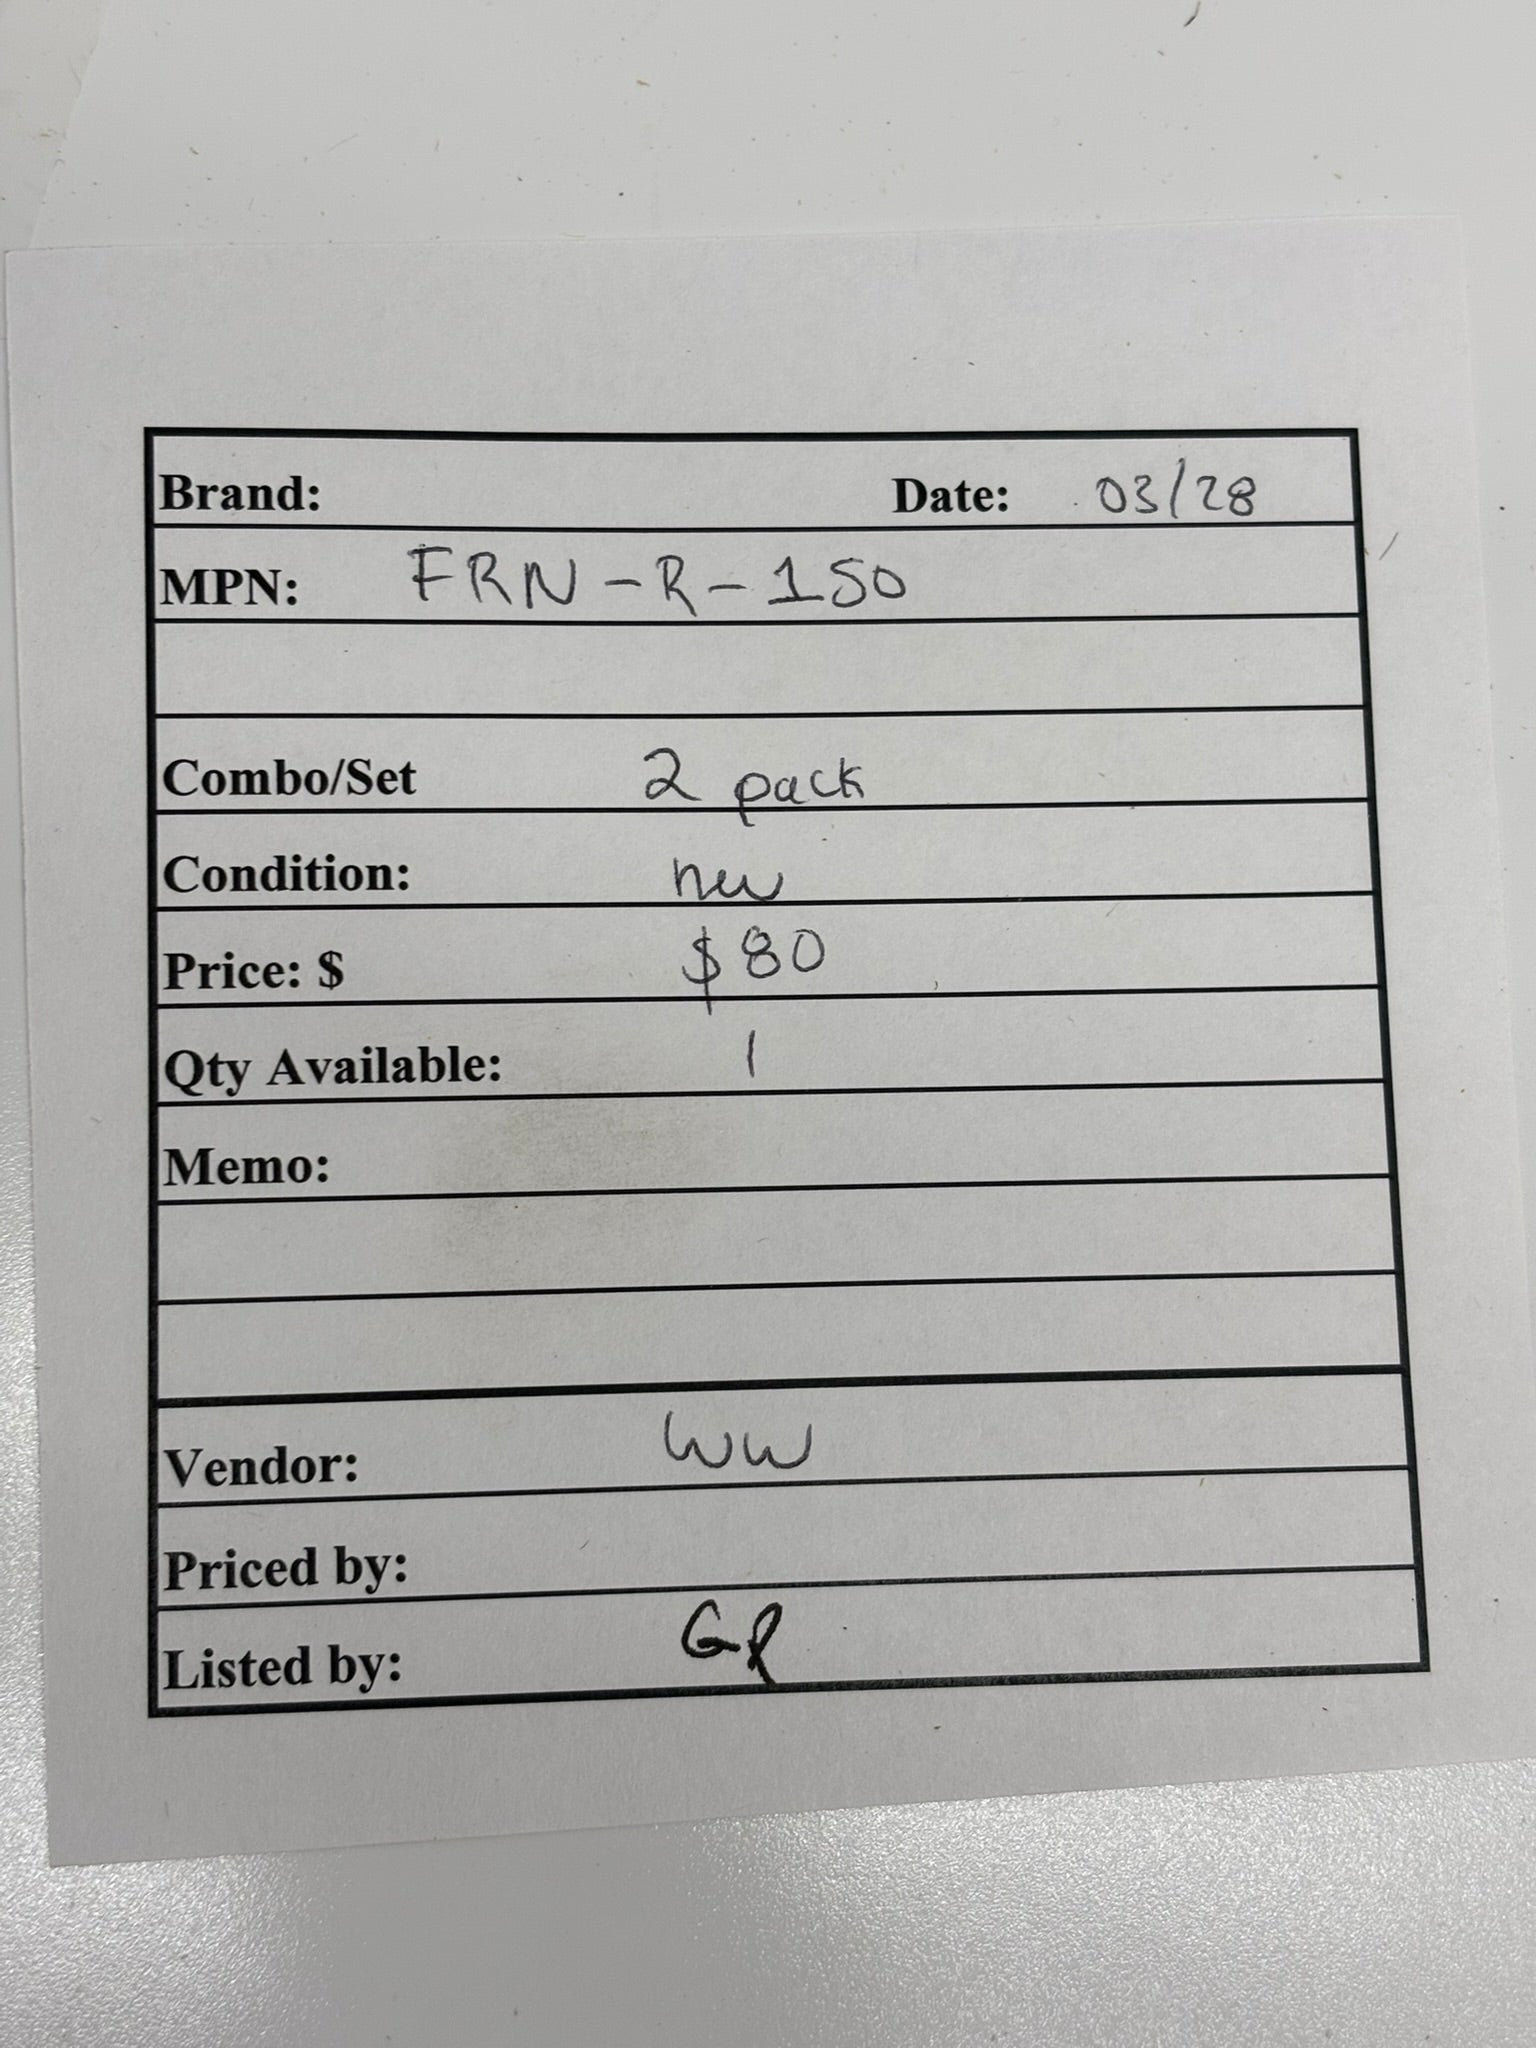 Brand: Date: 03/28
MPN: FRN-R-150
Combo/Set 2 pack
Condition: new
Price: $ $80
Qty Available: 1
Memo:
Vendor: WW
Priced by:
Listed by: GR